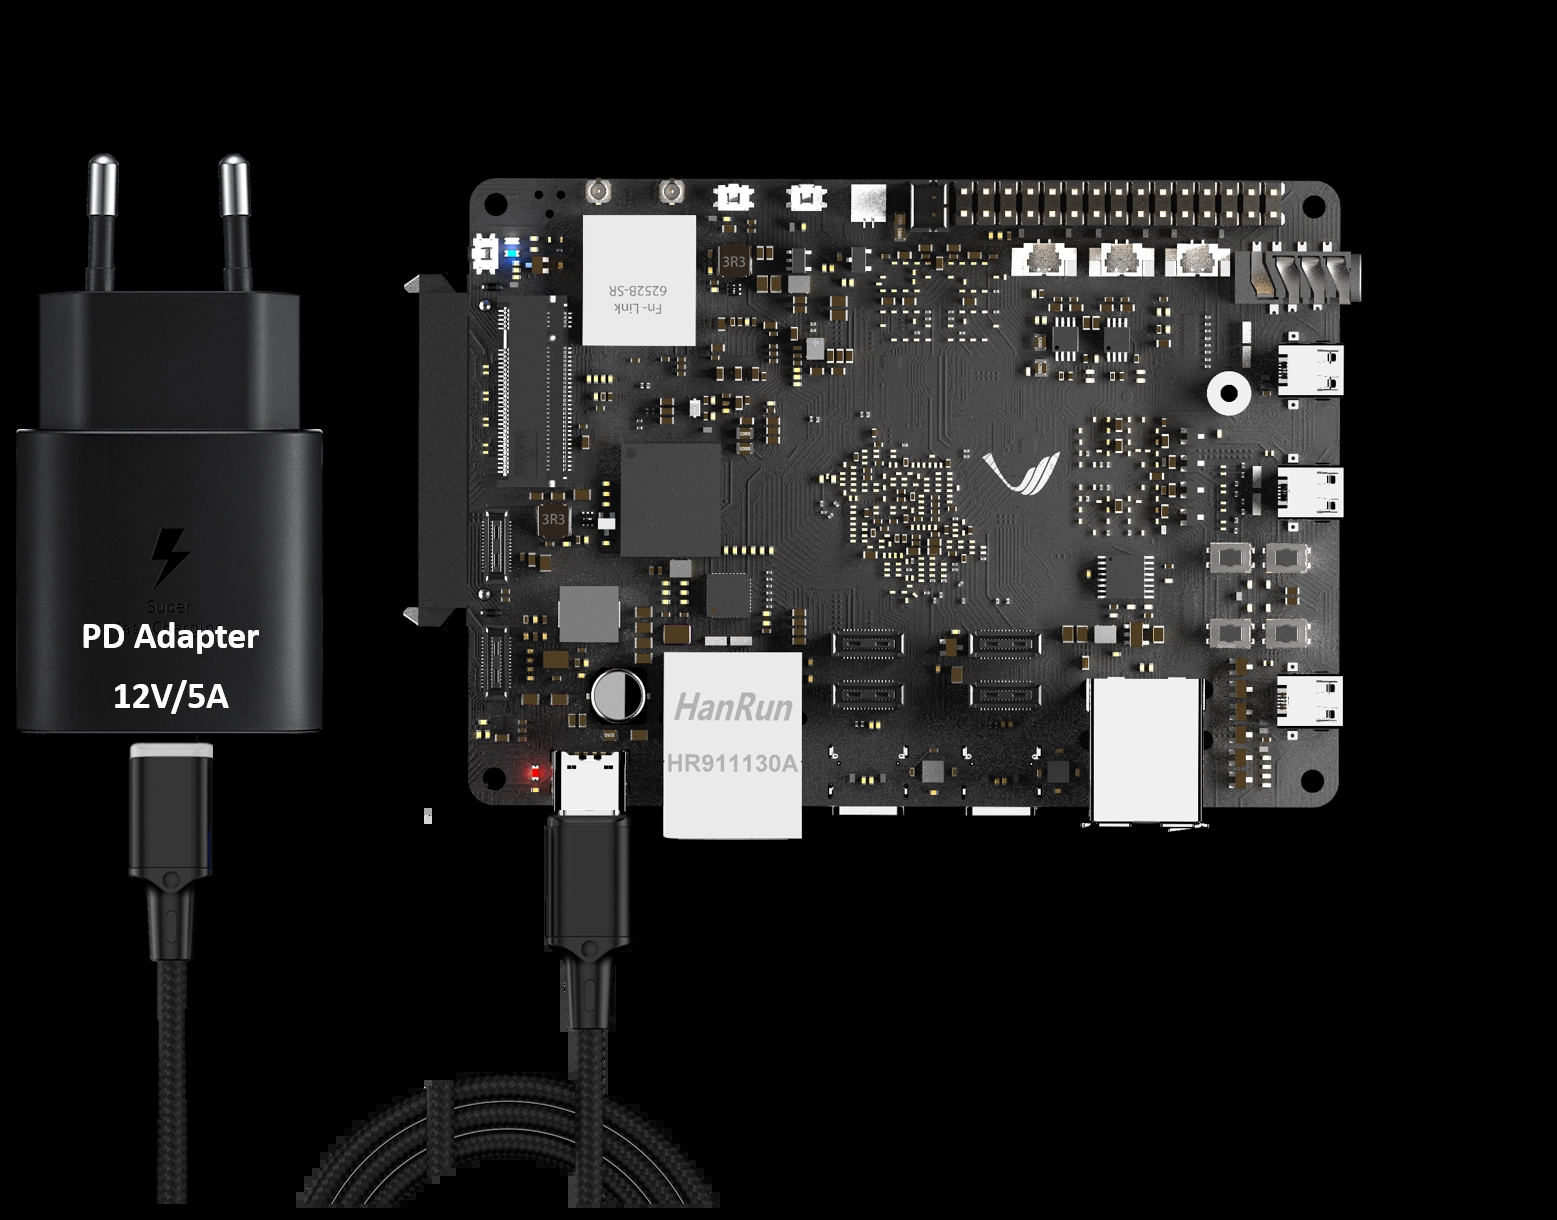 3R3
Fn-Link
6252B-SR
3R3
Super
PD Adapter
12V/5A
HanRun
HR911130A